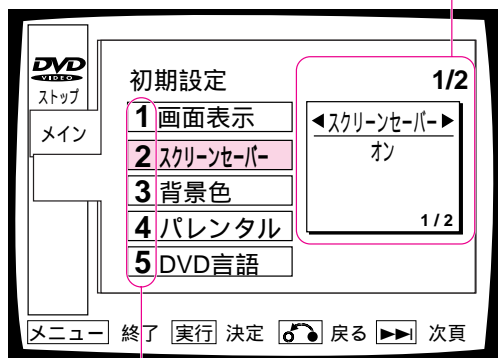 DVD
VIDEO
ストップ
メイン
初期設定
1/2
1 画面表示
2 スクリーンセーバー
3 背景色
4 パレンタル
5 DVD言語
◀スクリーンセーバー▶
オン
1/2
メニュー 終了 実行 決定 戻る ▶▶| 次頁